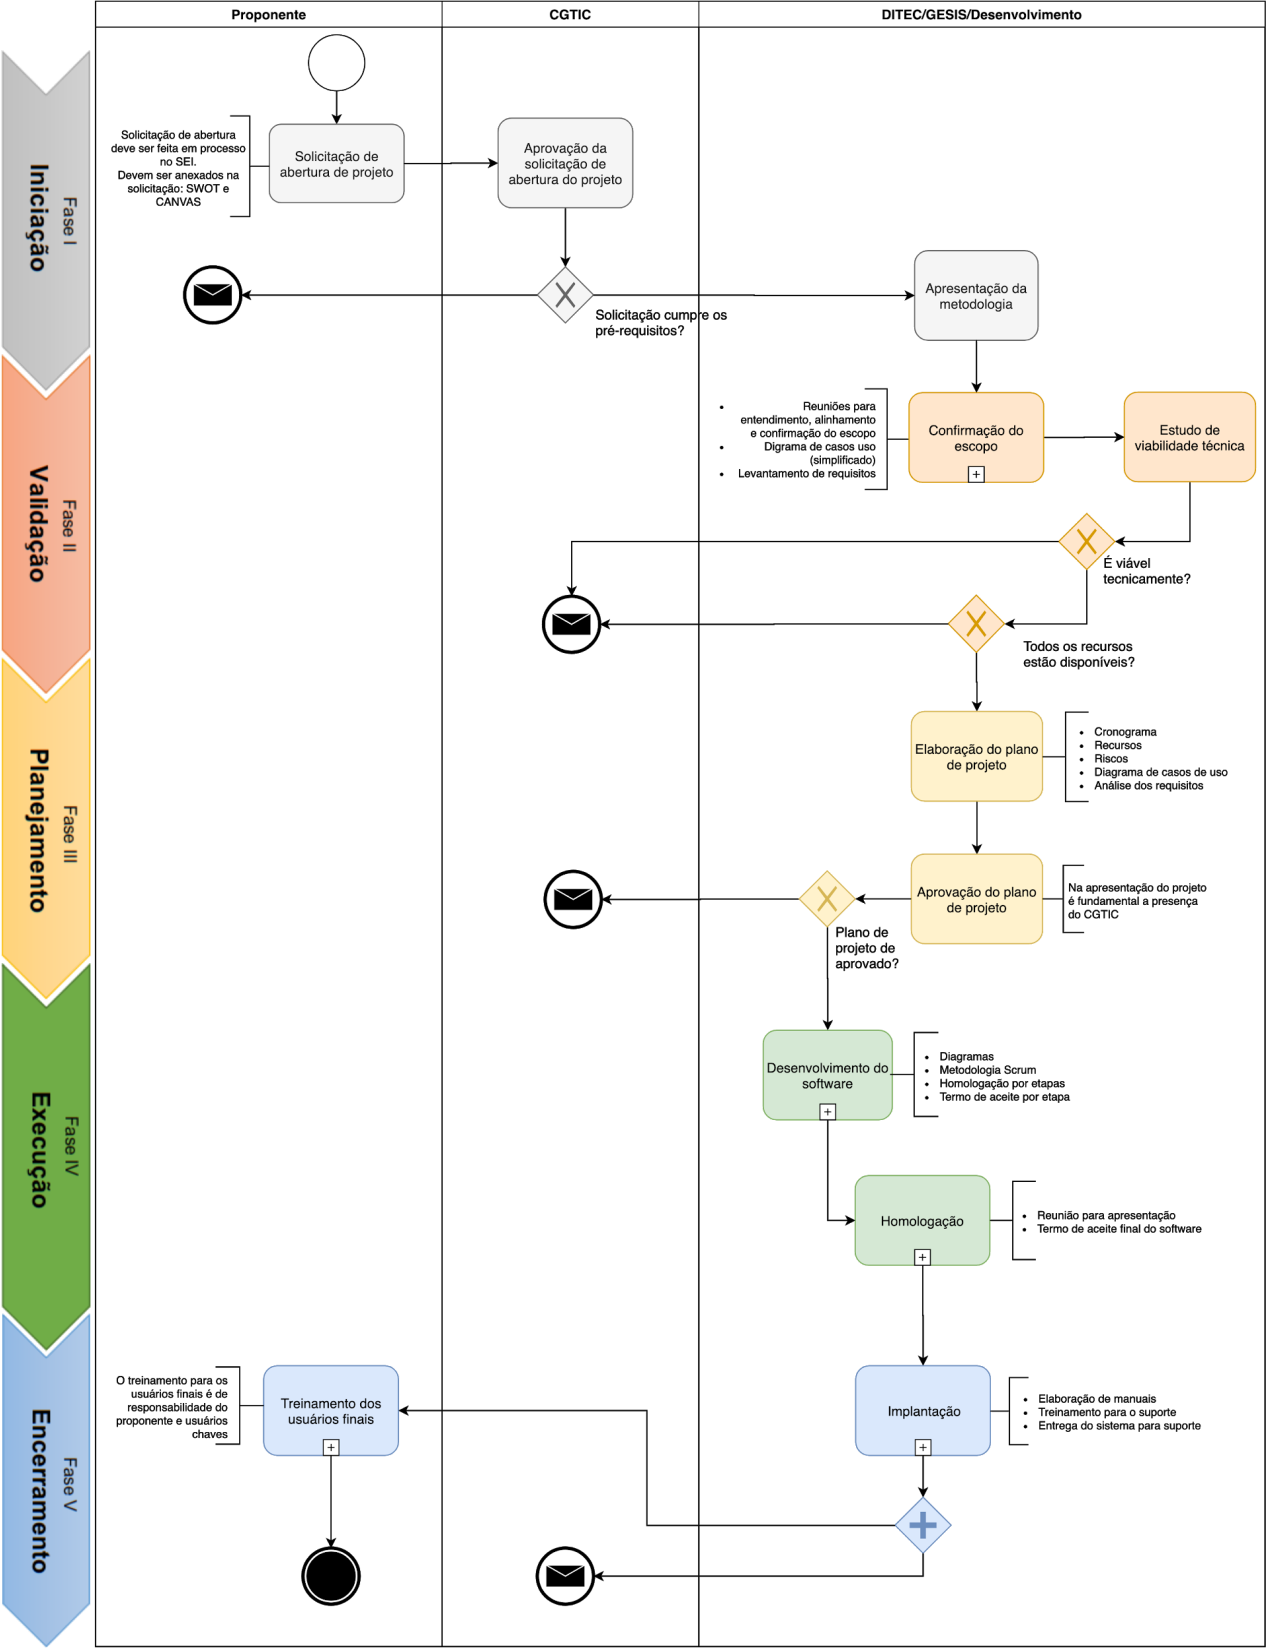 Proponente
CGTIC
DITEC/GESIS/Desenvolvimento
Fase I
Iniciação
Solicitação de abertura
deve ser feita em processo
no SEI.
Devem ser anexados na
solicitação: SWOT e
CANVAS
Solicitação de
abertura de projeto
Aprovação da
solicitação de
abertura do projeto
Solicitação cumpre os
pré-requisitos?
Apresentação da
metodologia
Fase II
Validação
• Reuniões para
entendimento, alinhamento
e confirmação do escopo
• Digrama de casos uso
(simplificado)
• Levantamento de requisitos
Confirmação do
escopo
Estudo de
viabilidade técnica
É viável
tecnicamente?
Todos os recursos
estão disponíveis?
Fase III
Planejamento
Elaboração do plano
de projeto
• Cronograma
• Recursos
• Riscos
• Diagrama de casos de uso
• Análise dos requisitos
Aprovação do plano
de projeto
Na apresentação do projeto
é fundamental a presença
do CGTIC
Plano de
projeto de
aprovado?
Fase IV
Execução
Desenvolvimento do
software
• Diagramas
• Metodologia Scrum
• Homologação por etapas
• Termo de aceite por etapa
Homologação
• Reunião para apresentação
• Termo de aceite final do software
Fase V
Encerramento
O treinamento para os
usuários finais é de
responsabilidade do
proponente e usuários
chaves
Treinamento dos
usuários finais
Implantação
• Elaboração de manuais
• Treinamento para o suporte
• Entrega do sistema para suporte